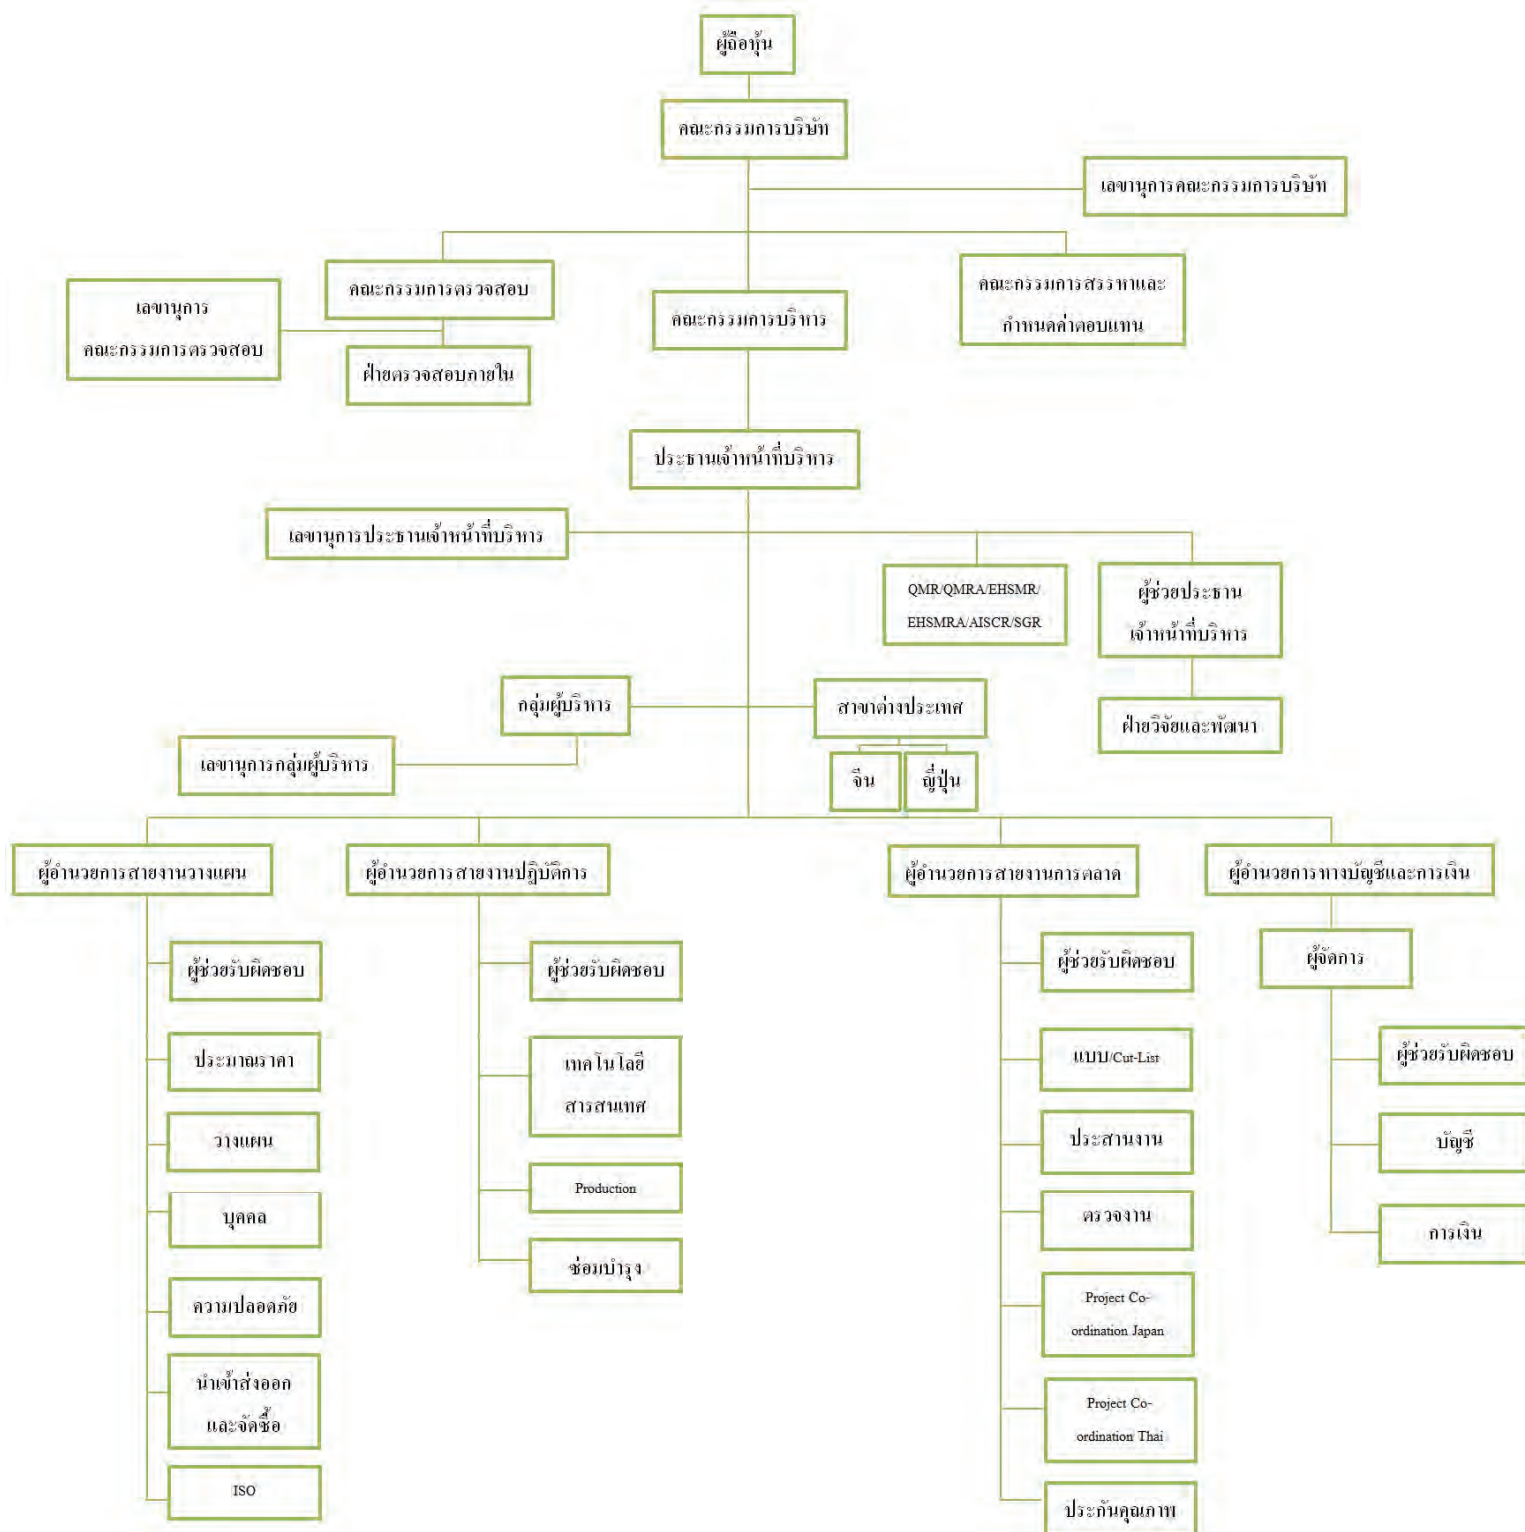 ผู้ถือหุ้น
คณะกรรมการบริษัท
เลขานุการคณะกรรมการบริษัท
คณะกรรมการตรวจสอบ
เลขานุการ
คณะกรรมการตรวจสอบ
ฝ่ายตรวจสอบภายใน
คณะกรรมการบริหาร
คณะกรรมการสรรหาและ
กำหนดค่าตอบแทน
ประธานเจ้าหน้าที่บริหาร
เลขานุการประธานเจ้าหน้าที่บริหาร
QMR/QMRA/EHSMR/
EHSMRA/AISCR/SGR
ผู้ช่วยประธาน
เจ้าหน้าที่บริหาร
ฝ่ายวิจัยและพัฒนา
กลุ่มผู้บริหาร
เลขานุการกลุ่มผู้บริหาร
สาขาต่างประเทศ
จีน
ญี่ปุ่น
ผู้อำนวยการสายงานวางแผน
ผู้ช่วยรับผิดชอบ
ประมาณราคา
วางแผน
บุคคล
ความปลอดภัย
นำเข้าส่งออก
และจัดซื้อ
ISO
ผู้อำนวยการสายงานปฏิบัติการ
ผู้ช่วยรับผิดชอบ
เทคโนโลยี
สารสนเทศ
Production
ซ่อมบำรุง
ผู้อำนวยการสายงานการตลาด
ผู้ช่วยรับผิดชอบ
แบบ/Cut-List
ประสานงาน
ตรวจงาน
Project Co-
ordination Japan
Project Co-
ordination Thai
ประกันคุณภาพ
ผู้อำนวยการทางบัญชีและการเงิน
ผู้จัดการ
ผู้ช่วยรับผิดชอบ
บัญชี
การเงิน